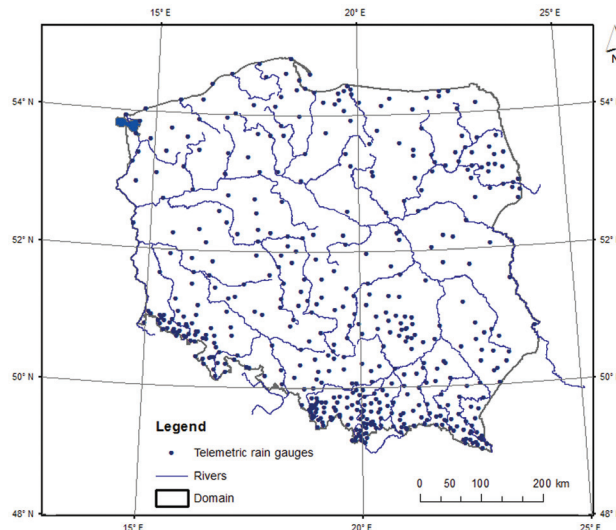 15° E 20° E 25° E
N
54° N 54° N
52° N 52° N
50° N 50° N
Legend
Telemetric rain gauges
Rivers
Domain
0 50 100 200 km
48° N 48° N
15° E 20° E 25° E